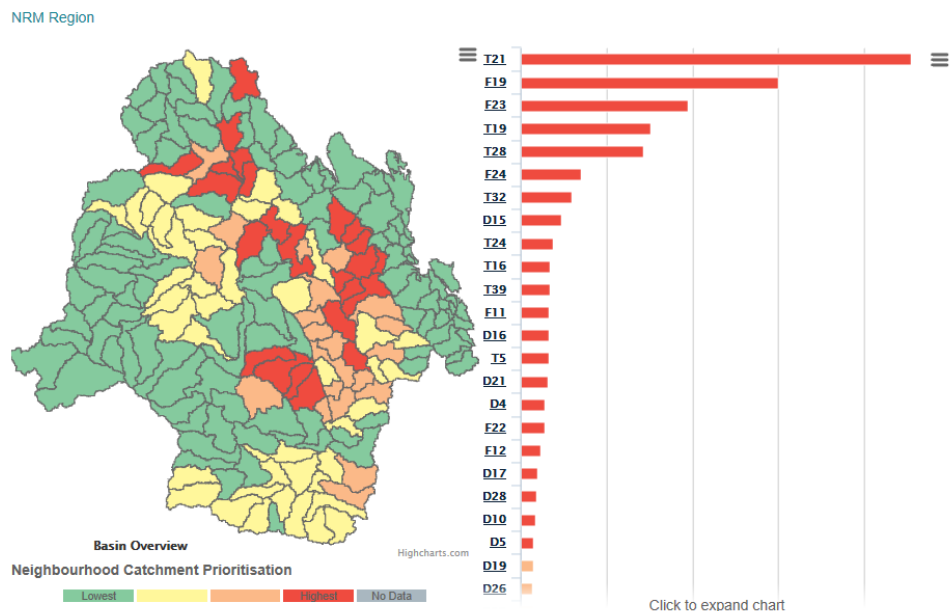 NRM Region
T21
F19
F23
T19
T28
F24
T32
D15
T24
T16
T39
F11
D16
T5
D21
D4
F22
F12
D17
D28
D10
D5
D19
D26
Basin Overview
Highcharts.com
Neighbourhood Catchment Prioritisation
Lowest Highest No Data
Click to expand chart